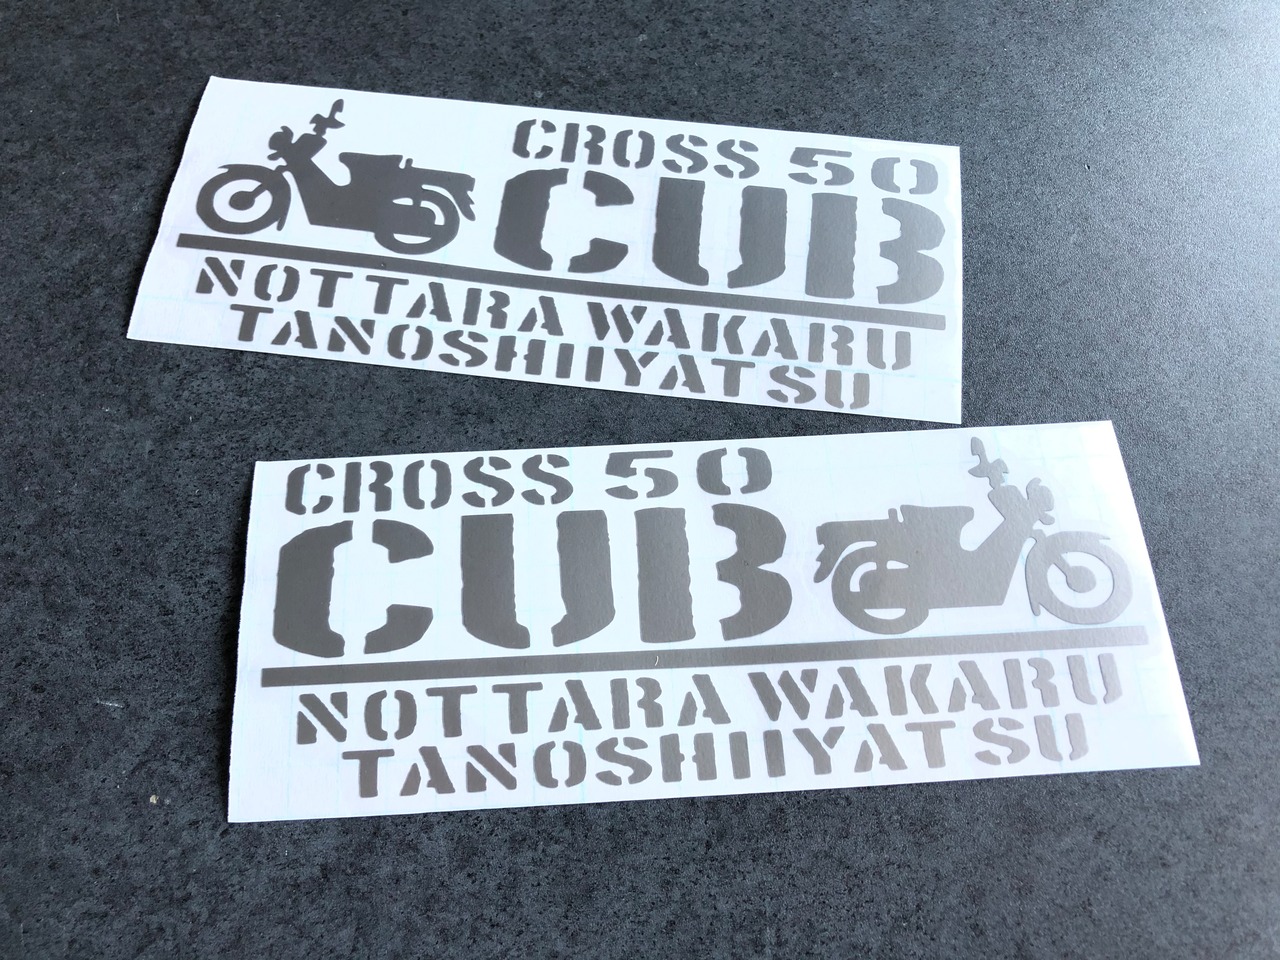 CROSS 50
CUB
NOTTARA WAKARU
TANOSHIIYATSU
CROSS 50
CUB
NOTTARA WAKARU
TANOSHIIYATSU